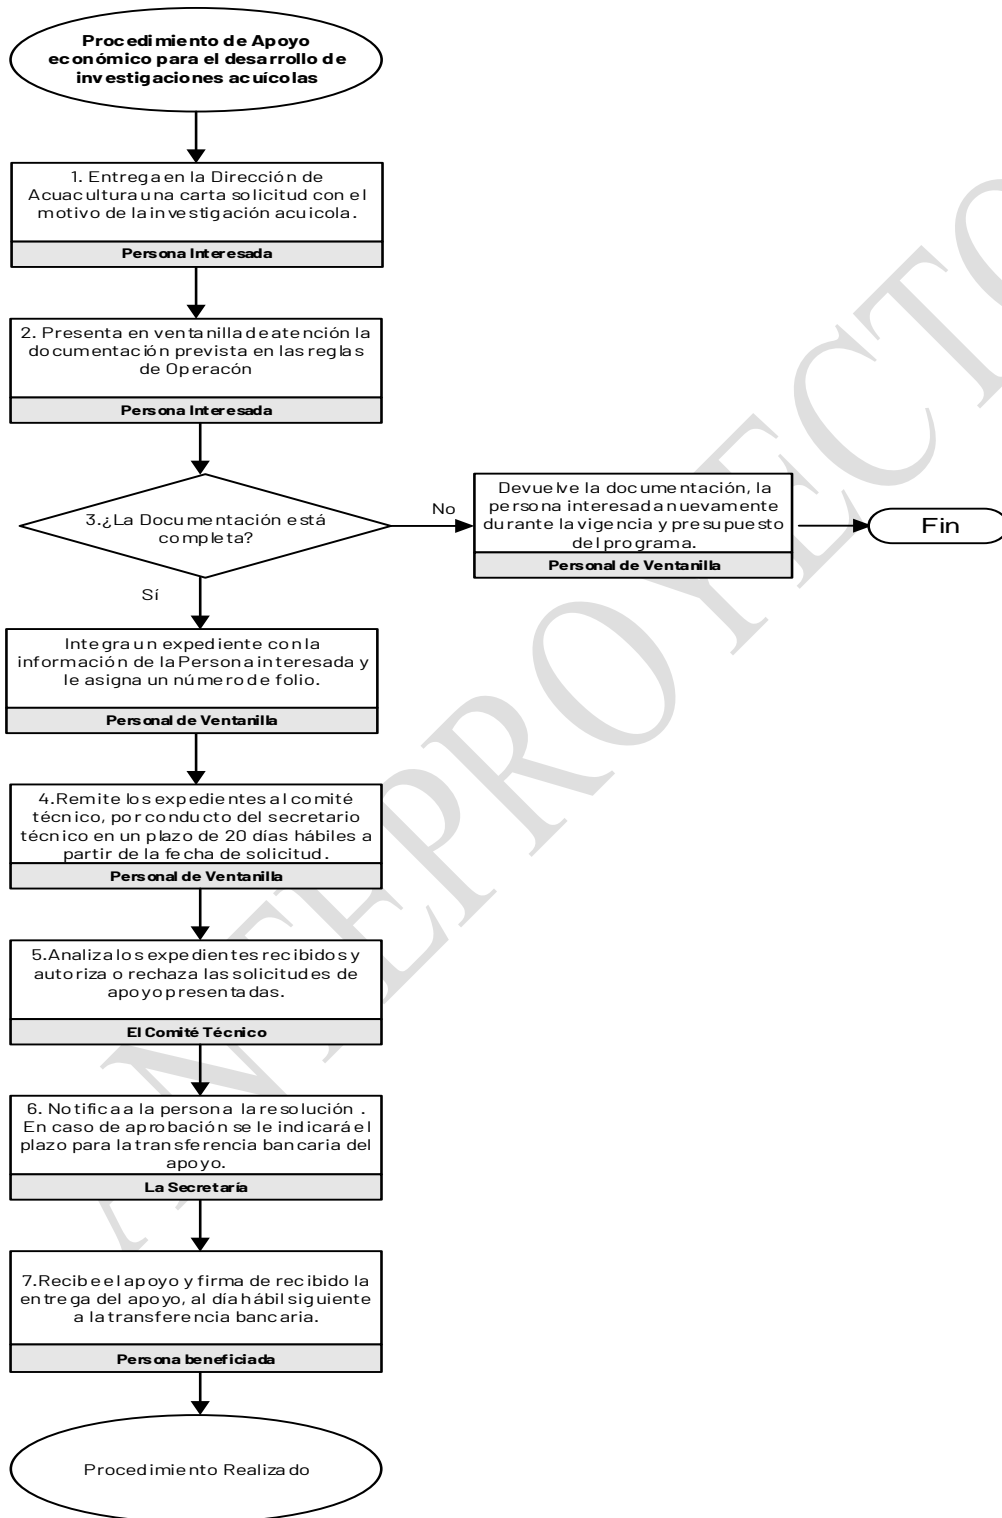 Procedimiento de Apoyo
económico para el desarrollo de
investigaciones acuícolas
1. Entrega en la Dirección de
Acuacultura una carta solicitud con el
motivo de la investigación acuicola.
Persona Interesada
2. Presenta en ventanilla de atención la
documentación prevista en las reglas
de Operacón
Persona Interesada
3.¿La Documentación está
completa?
No
Devuelve la documentación, la
persona interesada nuevamente
durante la vigencia y presupuesto
del programa.
Personal de Ventanilla
Fin
Sí
Integra un expediente con la
información de la Persona interesada y
le asigna un número de folio.
Personal de Ventanilla
4.Remite los expedientes al comité
técnico, por conducto del secretario
técnico en un plazo de 20 días hábiles a
partir de la fecha de solicitud.
Personal de Ventanilla
5.Analiza los expedientes recibidos y
autoriza o rechaza las solicitudes de
apoyo presentadas.
El Comité Técnico
6. Notifica a la persona la resolución .
En caso de aprobación se le indicará el
plazo para la transferencia bancaria del
apoyo.
La Secretaría
7.Recibe el apoyo y firma de recibido la
entrega del apoyo, al día hábil siguiente
a la transferencia bancaria.
Persona beneficiada
Procedimiento Realizado
ANTEPROYECTO